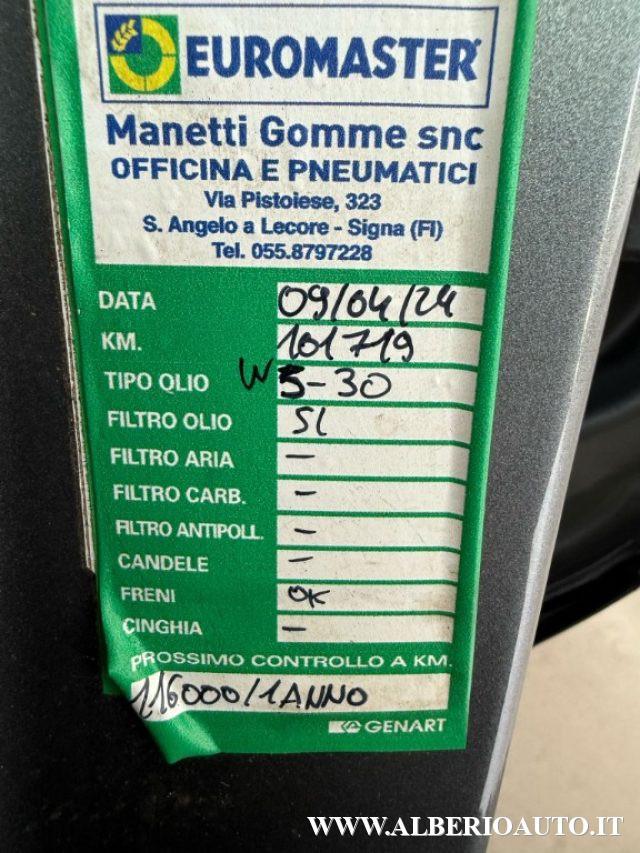 EUROMASTER
Manetti Gomme snc
OFFICINA E PNEUMATICI
Via Pistoiese, 323
S. Angelo a Lecore - Signa (FI)
Tel. 055.8797228
DATA 09/04/24
KM. 101719
TIPO OLIO W5-30
FILTRO OLIO SI
FILTRO ARIA -
FILTRO CARB. -
FILTRO ANTIPOLL. -
CANDELE -
FRENI OK
CINGHIA -
PROSSIMO CONTROLLO A KM.
116000/1ANNO
GENART
WWW.ALBERIOAUTO.IT